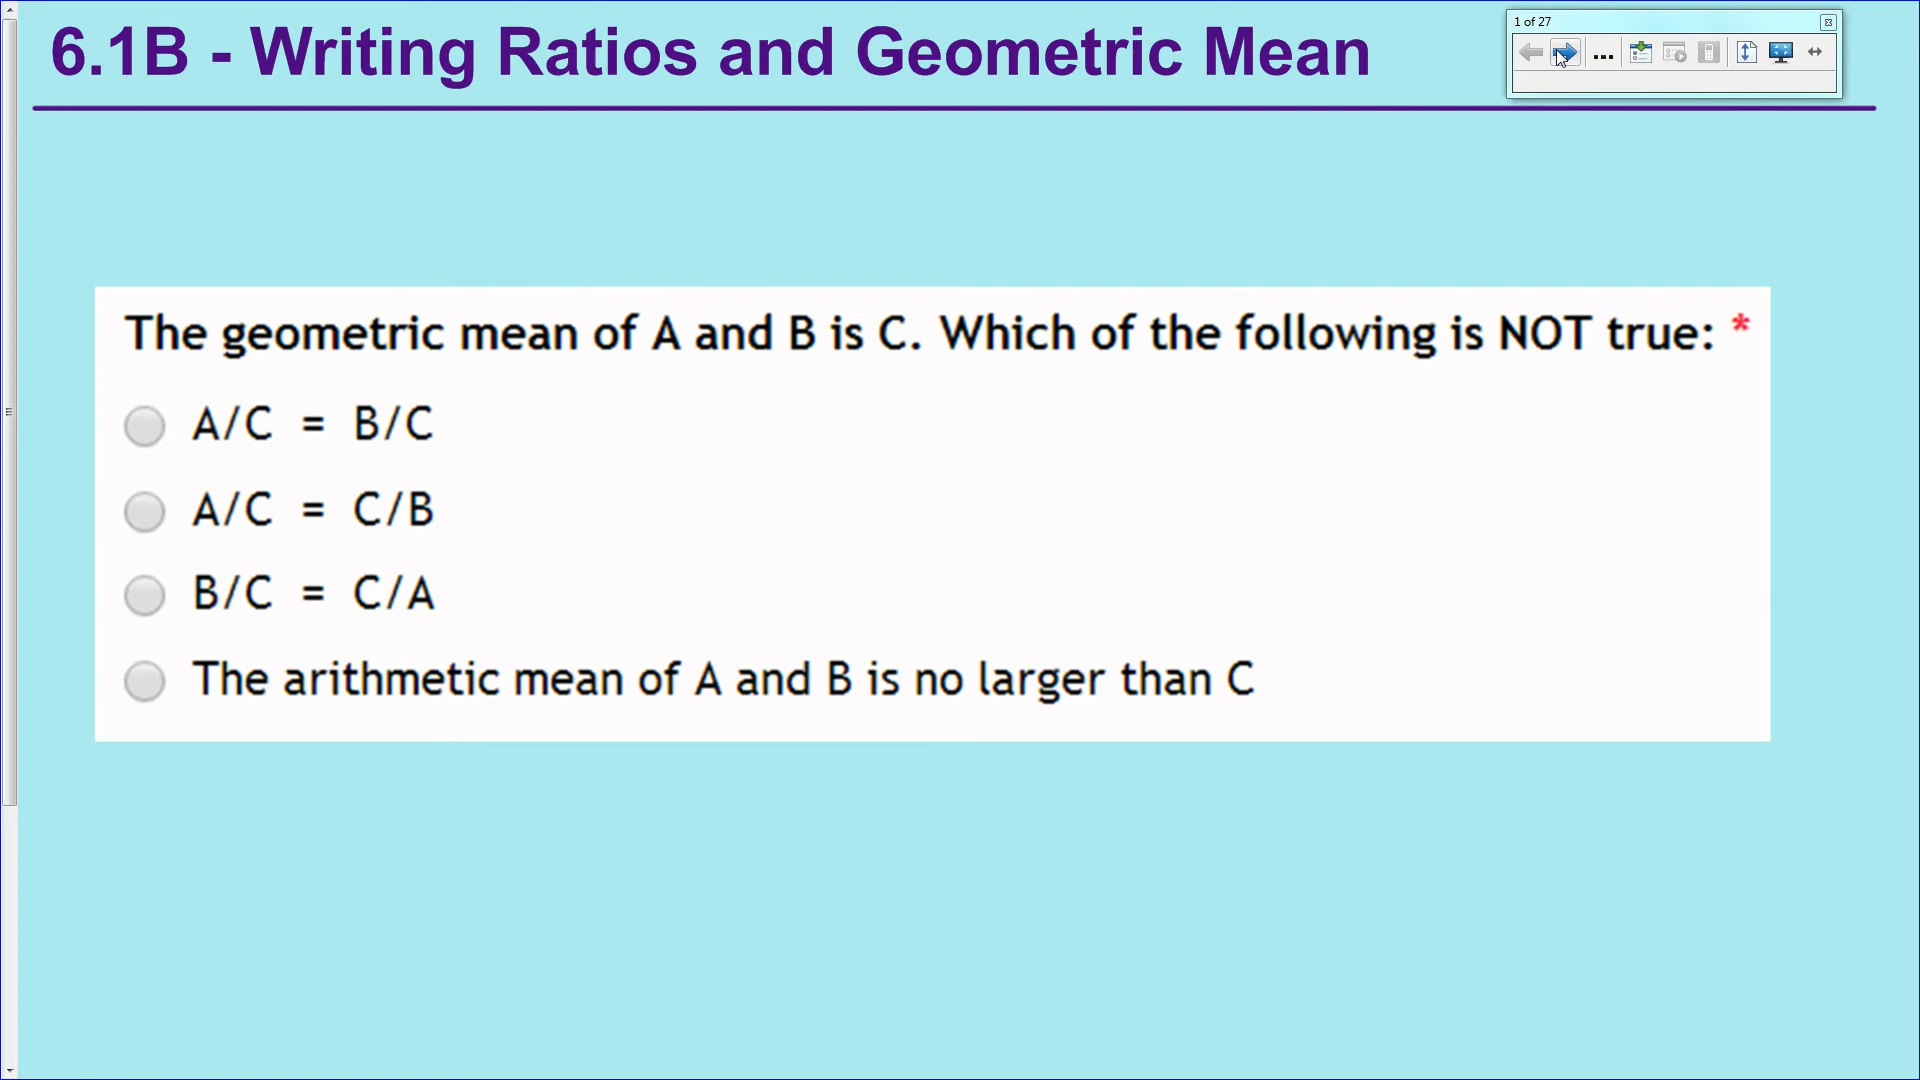 6.1B - Writing Ratios and Geometric Mean
1 of 27
The geometric mean of A and B is C. Which of the following is NOT true: *
A/C = B/C
A/C = C/B
B/C = C/A
The arithmetic mean of A and B is no larger than C